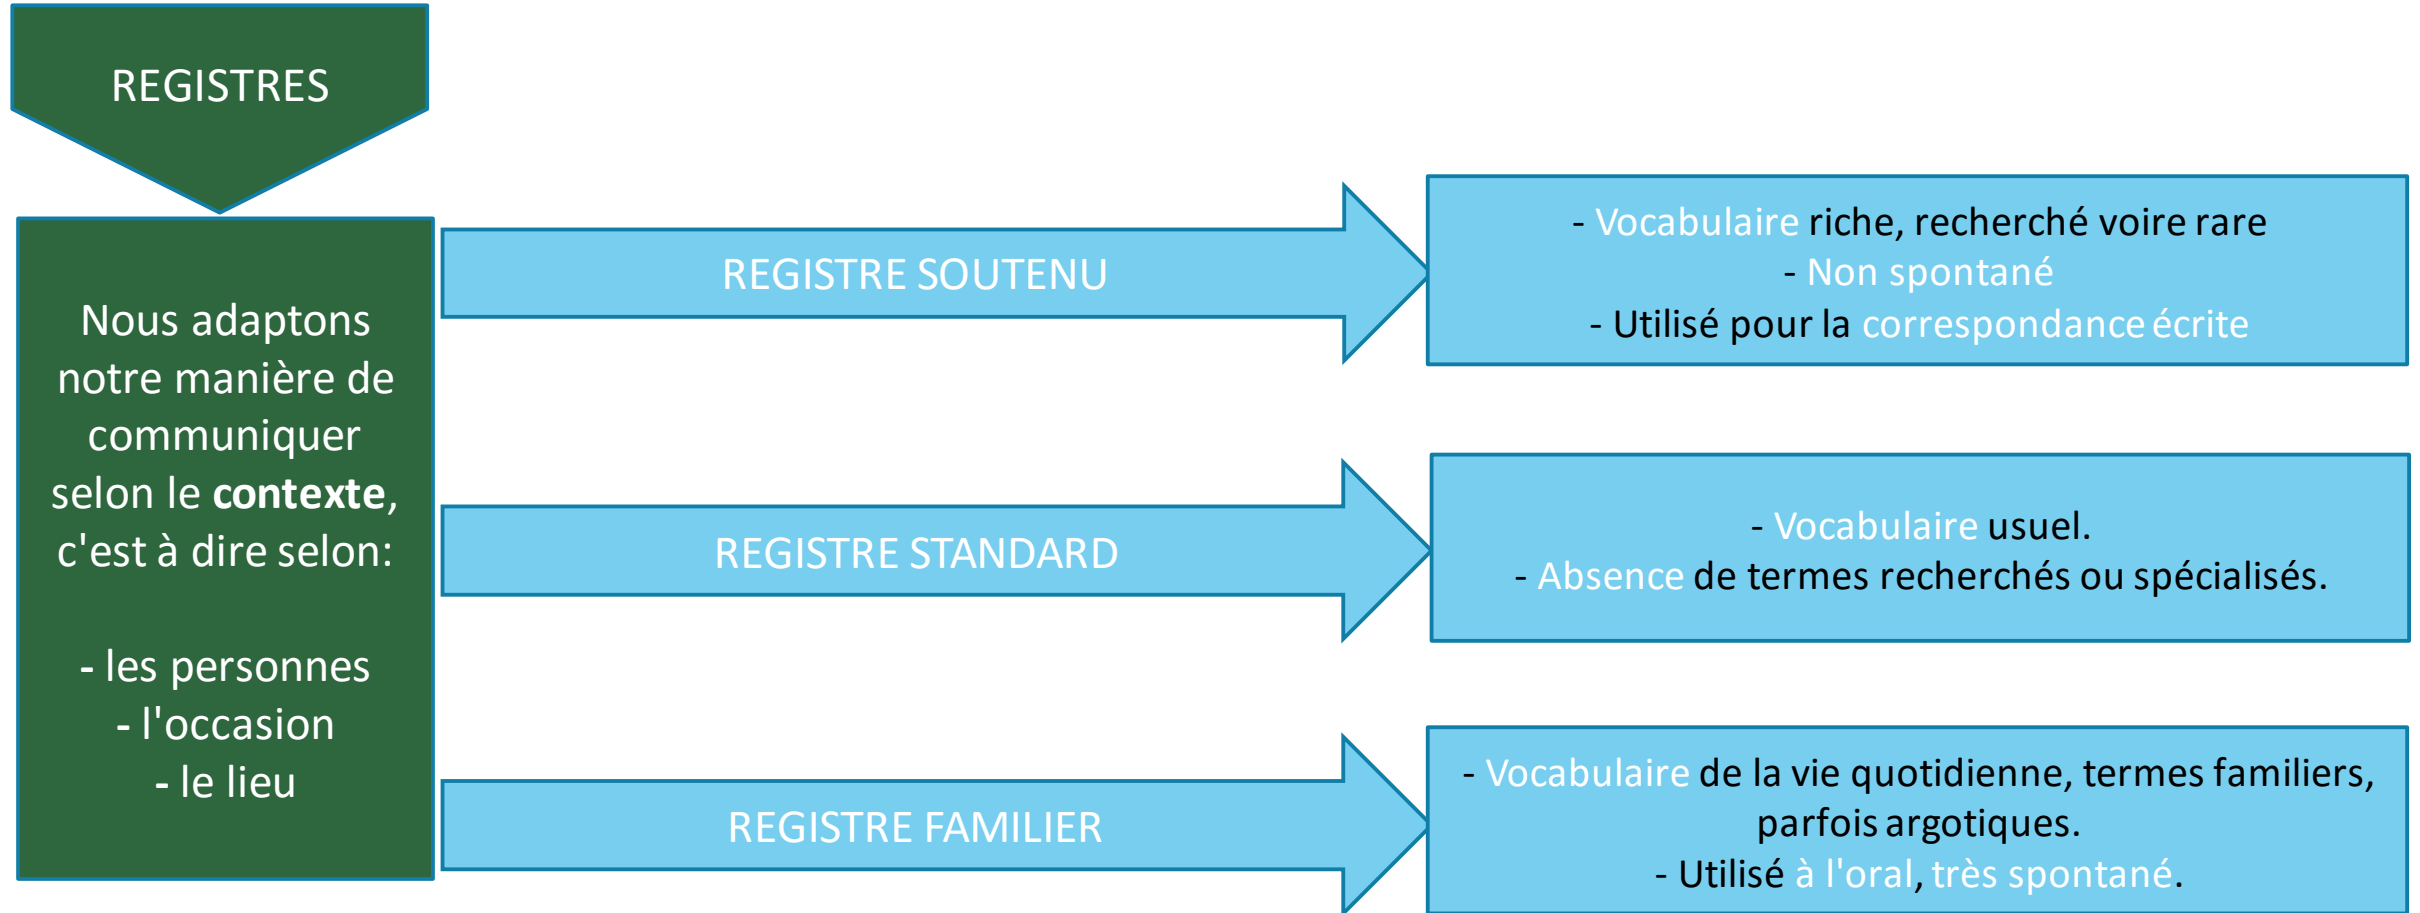 REGISTRES
Nous adaptons
notre manière de
communiquer
selon le contexte,
c'est à dire selon:
- les personnes
- l'occasion
- le lieu
REGISTRE SOUTENU
- Vocabulaire riche, recherché voire rare
- Non spontané
- Utilisé pour la correspondance écrite
REGISTRE STANDARD
- Vocabulaire usuel.
- Absence de termes recherchés ou spécialisés.
REGISTRE FAMILIER
- Vocabulaire de la vie quotidienne, termes familiers,
parfois argotiques.
- Utilisé à l'oral, très spontané.